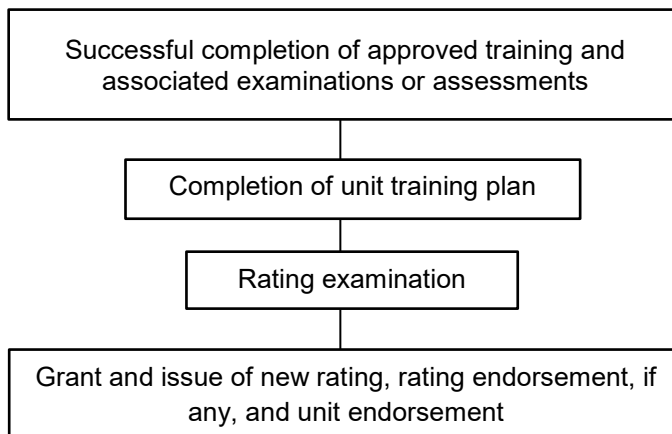 Successful completion of approved training and
associated examinations or assessments
Completion of unit training plan
Rating examination
Grant and issue of new rating, rating endorsement, if
any, and unit endorsement